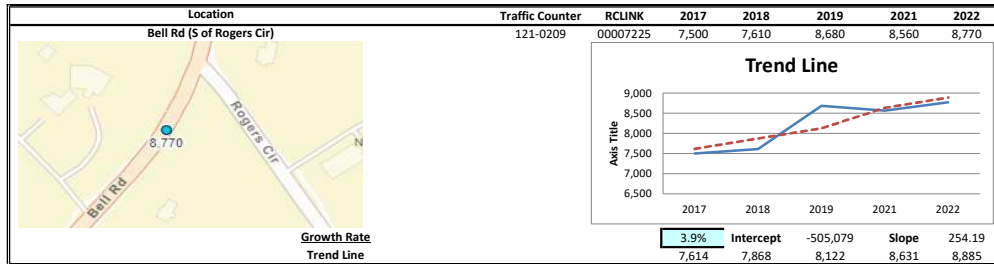 Location Traffic Counter RCLINK 2017 2018 2019 2021 2022
Bell Rd (S of Rogers Cir) 121-0209 00007225 7,500 7,610 8,680 8,560 8,770
8,770
Bell Rd
Rogers Cir
N
Trend Line
Axis Title
9,000
8,500
8,000
7,500
7,000
6,500
2017 2018 2019 2021 2022
Growth Rate 3.9% Intercept -505,079 Slope 254.19
Trend Line 7,614 7,868 8,122 8,631 8,885